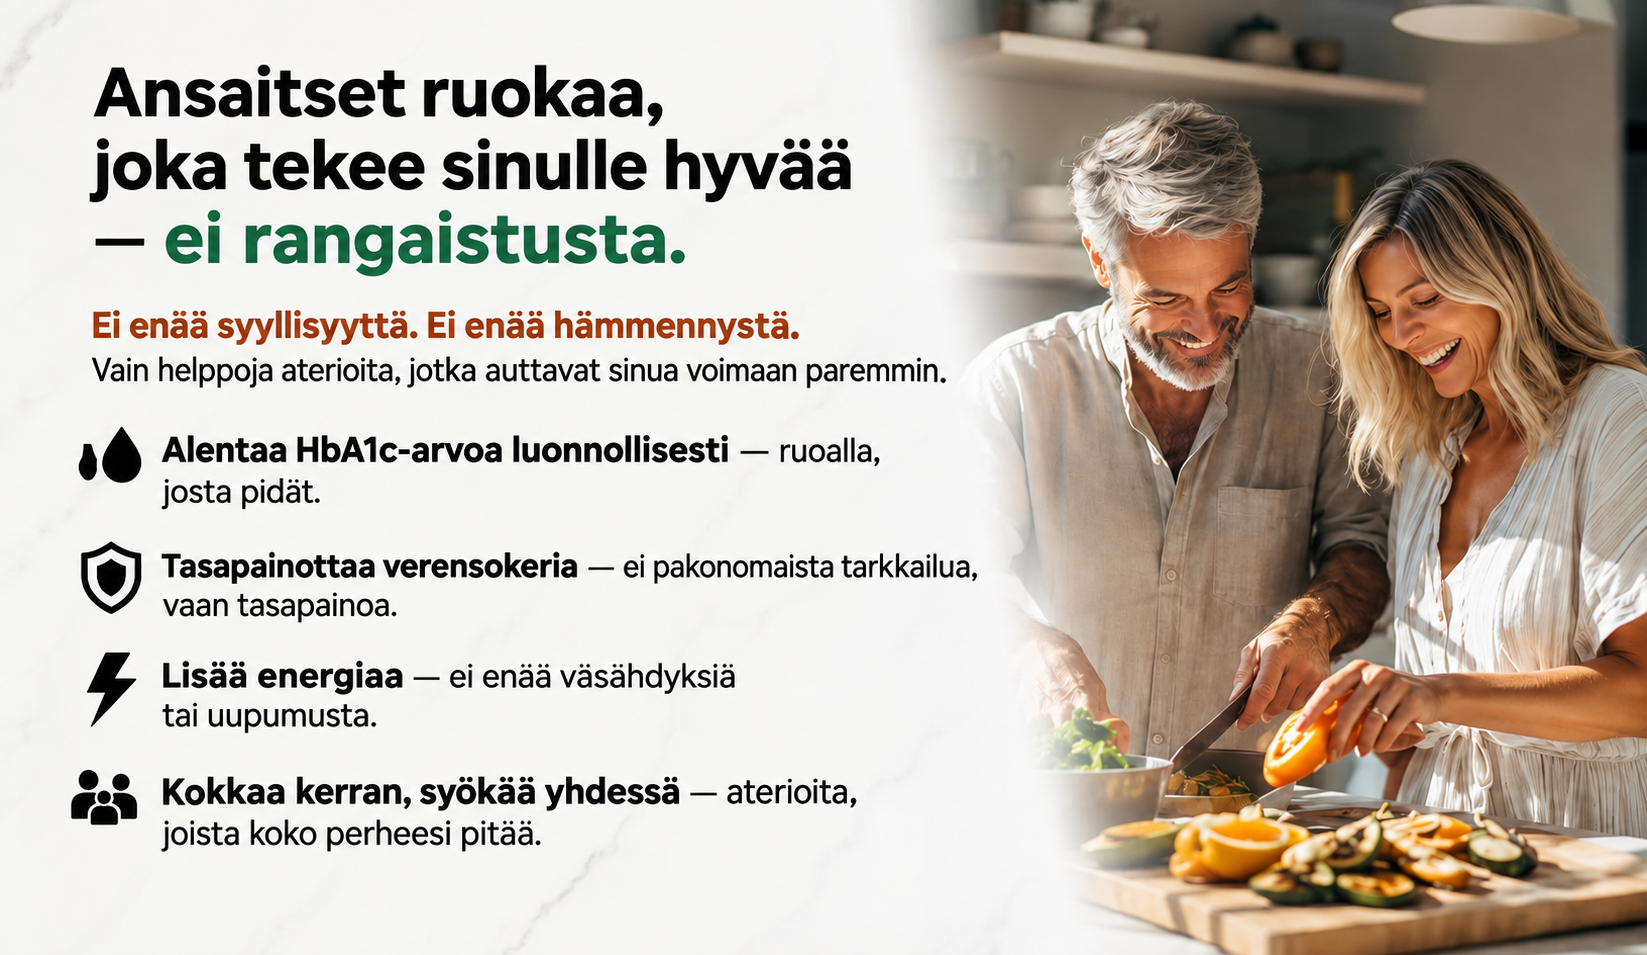 Ansaitset ruokaa,
joka tekee sinulle hyvää
— ei rangaistusta.
Ei enää syyllisyyttä. Ei enää hämmennystä.
Vain helppoja aterioita, jotka auttavat sinua voimaan paremmin.
Alentaa HbA1c-arvoa luonnollisesti — ruoalla,
josta pidät.
Tasapainottaa verensokeria — ei pakonomaista tarkkailua,
vaan tasapainoa.
Lisää energiaa — ei enää väsähdyksiä
tai uupumusta.
Kokkaa kerran, syökää yhdessä — aterioita,
joista koko perheesi pitää.